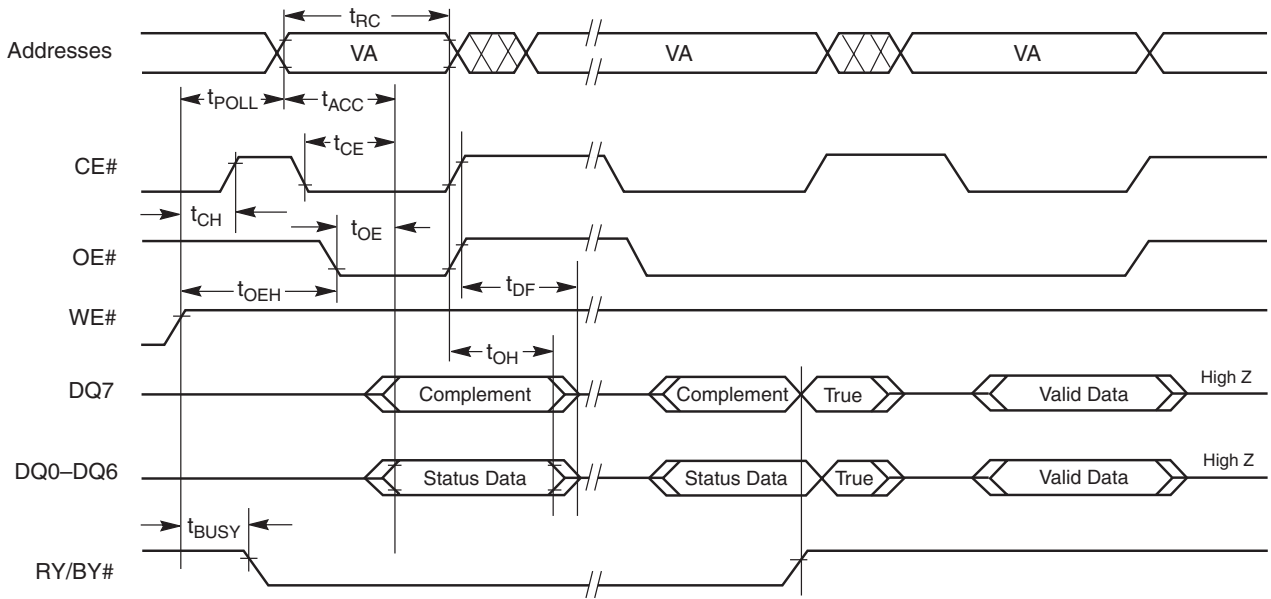 tRC
Addresses VA VA VA
tPOLL tACC
tCE
CE#
tCH tOE
OE#
tOEH tDF
WE#
tOH
DQ7 Complement Complement True Valid Data High Z
DQ0–DQ6 Status Data Status Data True Valid Data High Z
tBUSY
RY/BY#